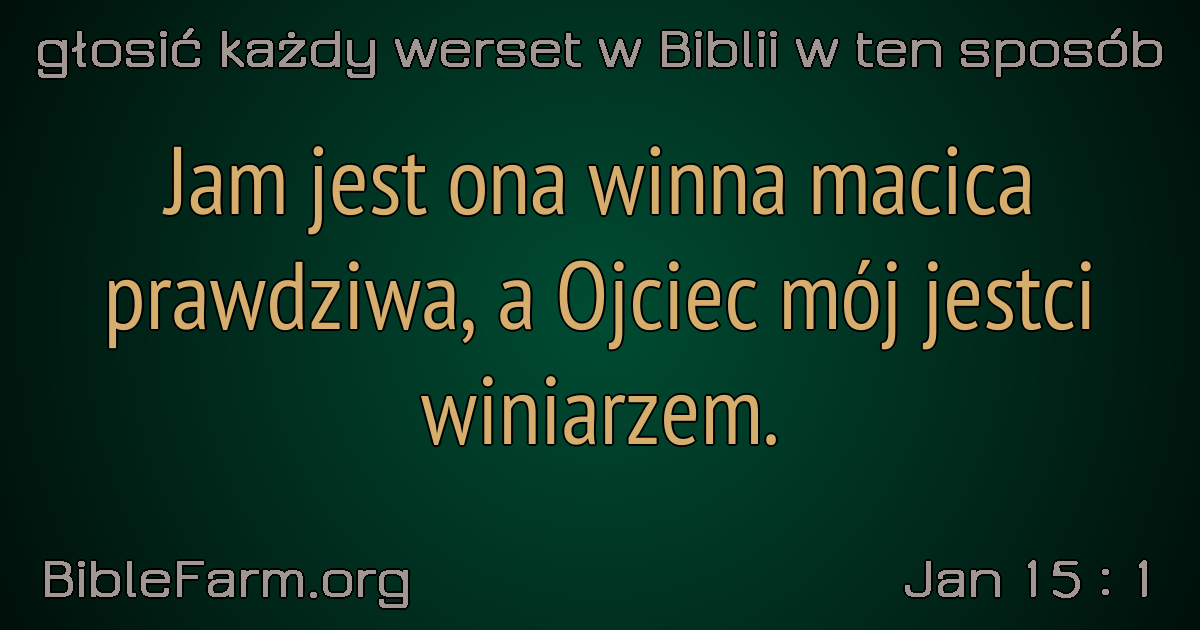 głosić każdy werset w Biblii w ten sposób
Jam jest ona winna macica
prawdziwa, a Ojciec mój jestci
winiarzem.
BibleFarm.org
Jan 15 : 1